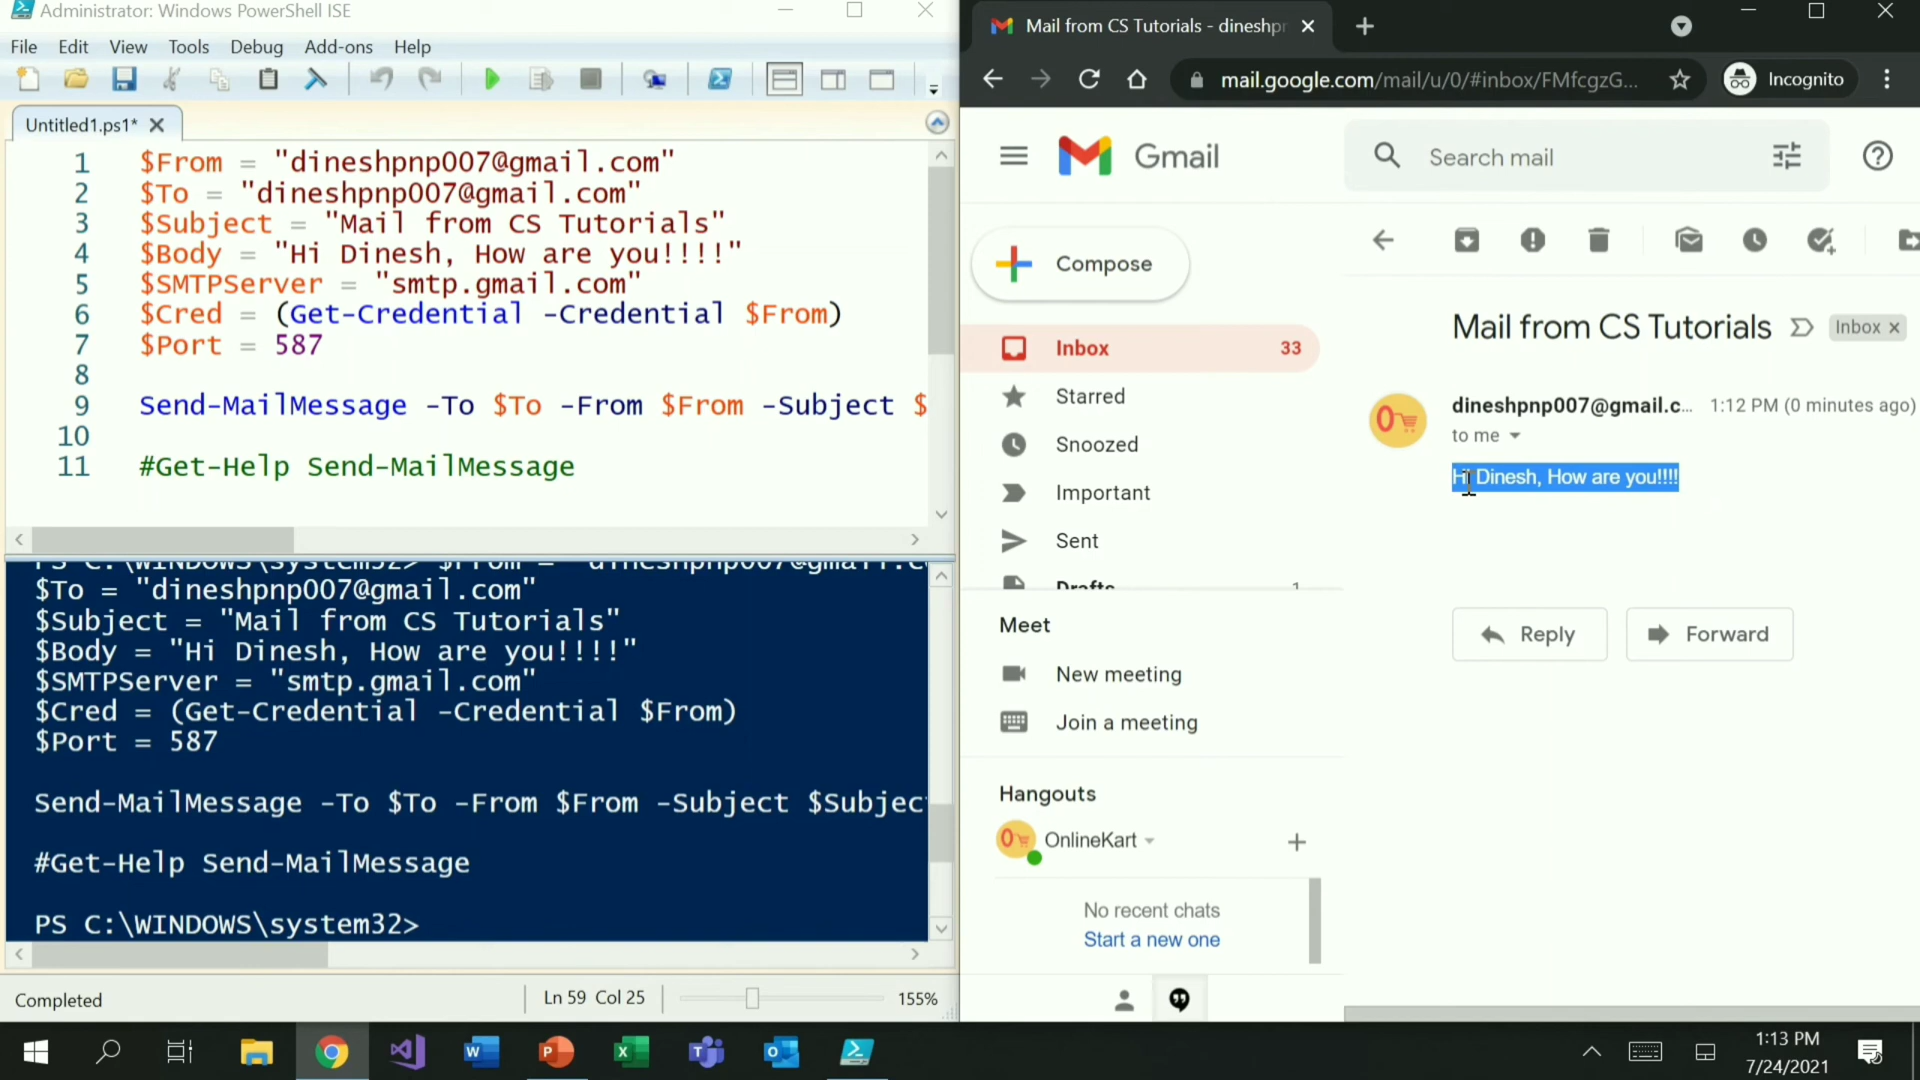 Administrator: Windows PowerShell ISE
File Edit View Tools Debug Add-ons Help
Untitled1.ps1*
1 $From = "dineshpnp007@gmail.com"
2 $To = "dineshpnp007@gmail.com"
3 $Subject = "Mail from CS Tutorials"
4 $Body = "Hi Dinesh, How are you!!!!"
5 $SMTPServer = "smtp.gmail.com"
6 $Cred = (Get-Credential -Credential $From)
7 $Port = 587
8
9 Send-MailMessage -To $To -From $From -Subject $
10
11 #Get-Help Send-MailMessage
PS C:\WINDOWS\system32> $From = "dineshpnp007@gmail.c
$To = "dineshpnp007@gmail.com"
$Subject = "Mail from CS Tutorials"
$Body = "Hi Dinesh, How are you!!!!"
$SMTPServer = "smtp.gmail.com"
$Cred = (Get-Credential -Credential $From)
$Port = 587
Send-MailMessage -To $To -From $From -Subject $Subjec
#Get-Help Send-MailMessage
PS C:\WINDOWS\system32>
Completed
Ln 59 Col 25
155%
Mail from CS Tutorials - dineshpn
mail.google.com/mail/u/0/#inbox/FMfcgzG...
Incognito
Gmail
Search mail
Compose
Inbox 33
Starred
Snoozed
Important
Sent
Drafts 1
Meet
New meeting
Join a meeting
Hangouts
OnlineKart
No recent chats
Start a new one
Mail from CS Tutorials
Inbox ×
dineshpnp007@gmail.c... 1:12 PM (0 minutes ago)
to me
Hi Dinesh, How are you!!!!
Reply
Forward
1:13 PM
7/24/2021